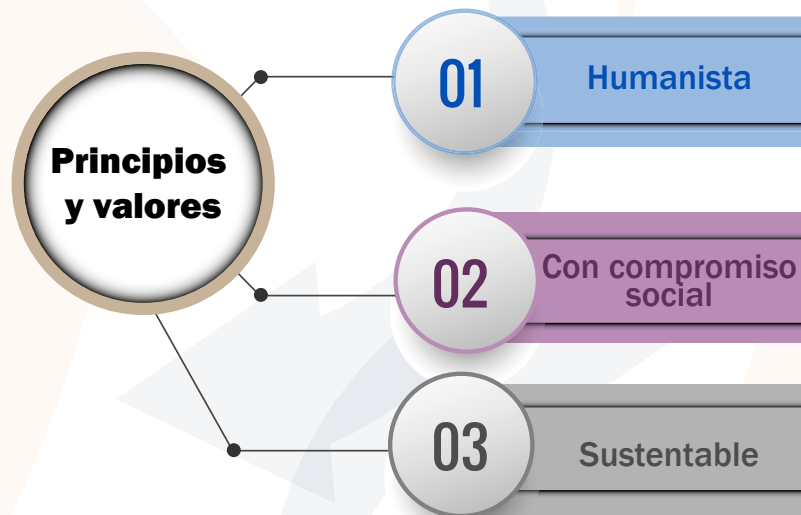 Principios
y valores
01
Humanista
02
Con compromiso
social
03
Sustentable